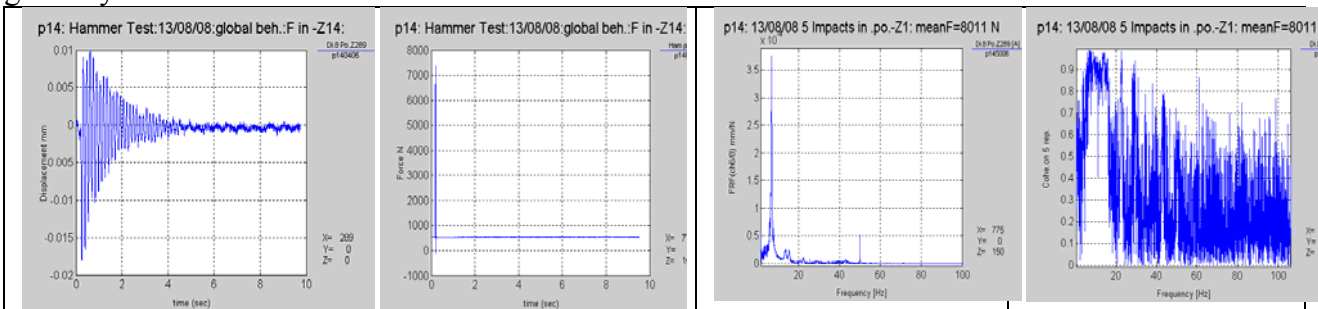 p14: Hammer Test:13/08/08:global beh.:F in -Z14:
Di.8 Po.Z289
p140406
0.01
0.005
0
-0.005
-0.01
-0.015
-0.02
Displacement mm
0 2 4 6 8 10
time (sec)
X= 289
Y= 0
Z= 0
p14: Hammer Test:13/08/08:global beh.:F in -Z14:
8000
7000
6000
5000
4000
3000
2000
1000
0
-1000
Force N
0 2 4 6 8 10
time (sec)
p14: 13/08/08 5 Impacts in .po.-Z1: meanF=8011 N
Di.8 Po.Z289 [A]
p145006
3.5
3
2.5
2
1.5
1
0.5
0
20 40 60 80 100
Frequency [Hz]
X= 775
Y= 0
Z= 150
p14: 13/08/08 5 Impacts in .po.-Z1: meanF=8011
0.9
0.8
0.7
0.6
0.5
0.4
0.3
0.2
0.1
0
Cohe.on 5 rep.
20 40 60 80 100
Frequency [Hz]